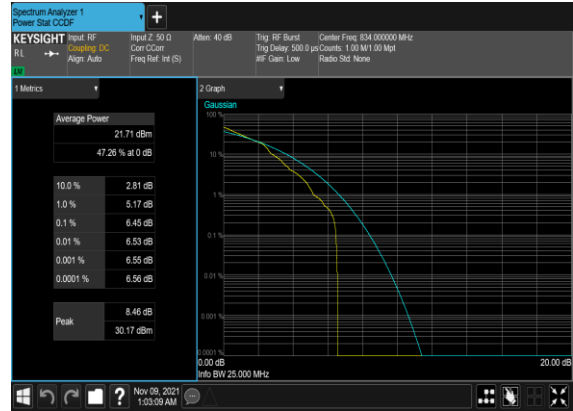 Spectrum Analyzer 1
Power Stat CCDF
KEYSIGHT
RL
Input: RF
Coupling: DC
Align: Auto
Input Z: 50 Ω
Corr CCorr
Freq Ref: Int (S)
Atten: 40 dB
Trig: RF Burst
Trig Delay: 500.0 µs
#IF Gain: Low
Center Freq: 834.000000 MHz
Counts: 1.00 M/1.00 Mpt
Radio Std: None
1 Metrics
Average Power
21.71 dBm
47.26 % at 0 dB
10.0 % 2.81 dB
1.0 % 5.17 dB
0.1 % 6.45 dB
0.01 % 6.53 dB
0.001 % 6.55 dB
0.0001 % 6.56 dB
Peak
8.46 dB
30.17 dBm
2 Graph
Gaussian
100 %
10 %
1 %
0.1 %
0.01 %
0.001 %
0.0001 %
0.00 dB
20.00 dB
Info BW 25.000 MHz
?
Nov 09, 2021
1:03:09 AM